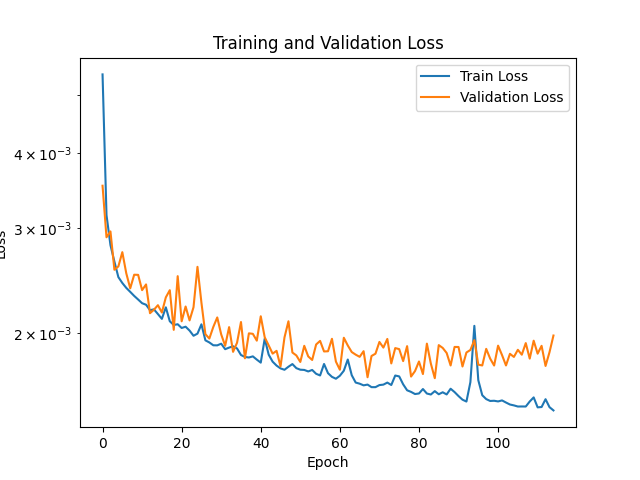 Training and Validation Loss
Train Loss
Validation Loss
4 × 10⁻³
3 × 10⁻³
2 × 10⁻³
Loss
0 20 40 60 80 100
Epoch